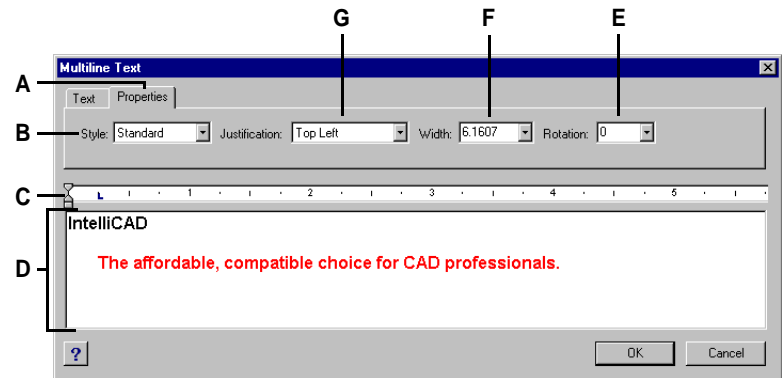 G F E
Multiline Text
A
Text Properties
B Style: Standard Justification: Top Left Width: 6.1607 Rotation: 0
C 1 2 3 4 5
IntelliCAD
D The affordable, compatible choice for CAD professionals.
? OK Cancel